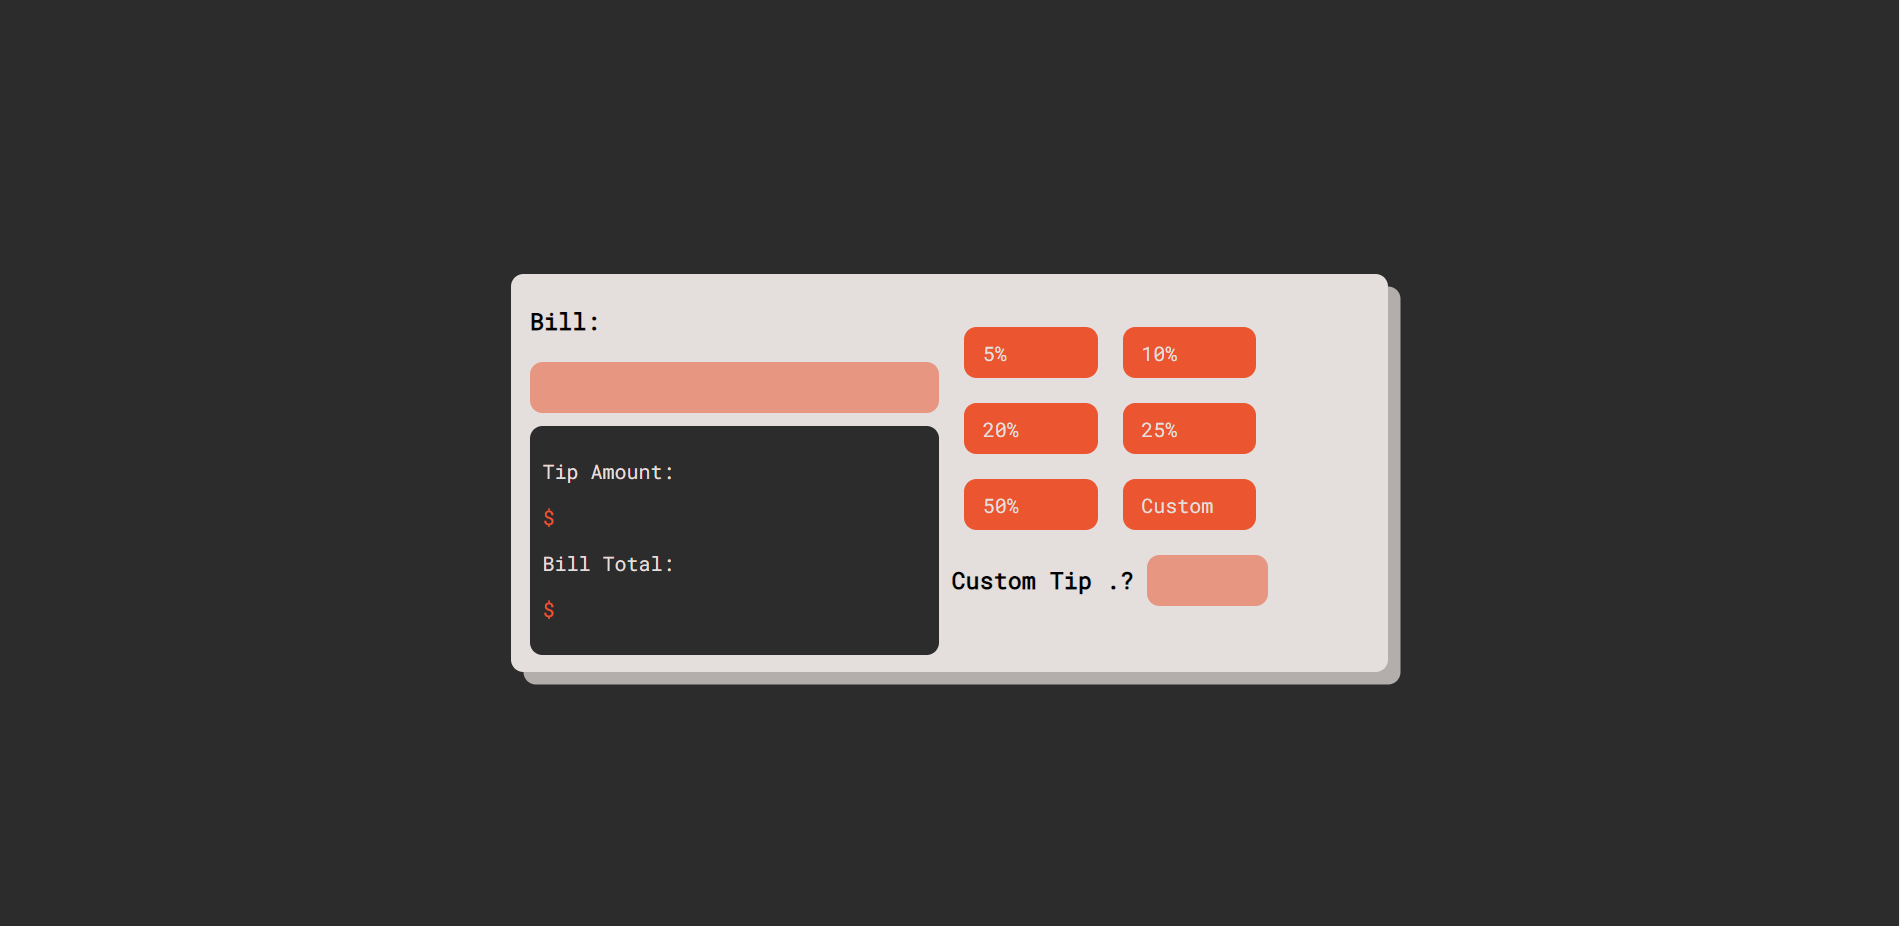 Bill:
Tip Amount:
$
Bill Total:
$
5%
10%
20%
25%
50%
Custom
Custom Tip .?